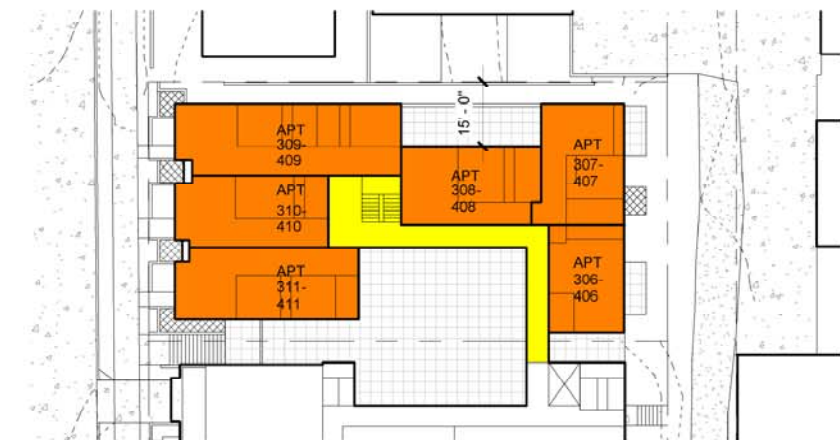 APT
309-
409
15' - 0"
APT
307-
407
APT
308-
408
APT
310-
410
APT
306-
406
APT
311-
411